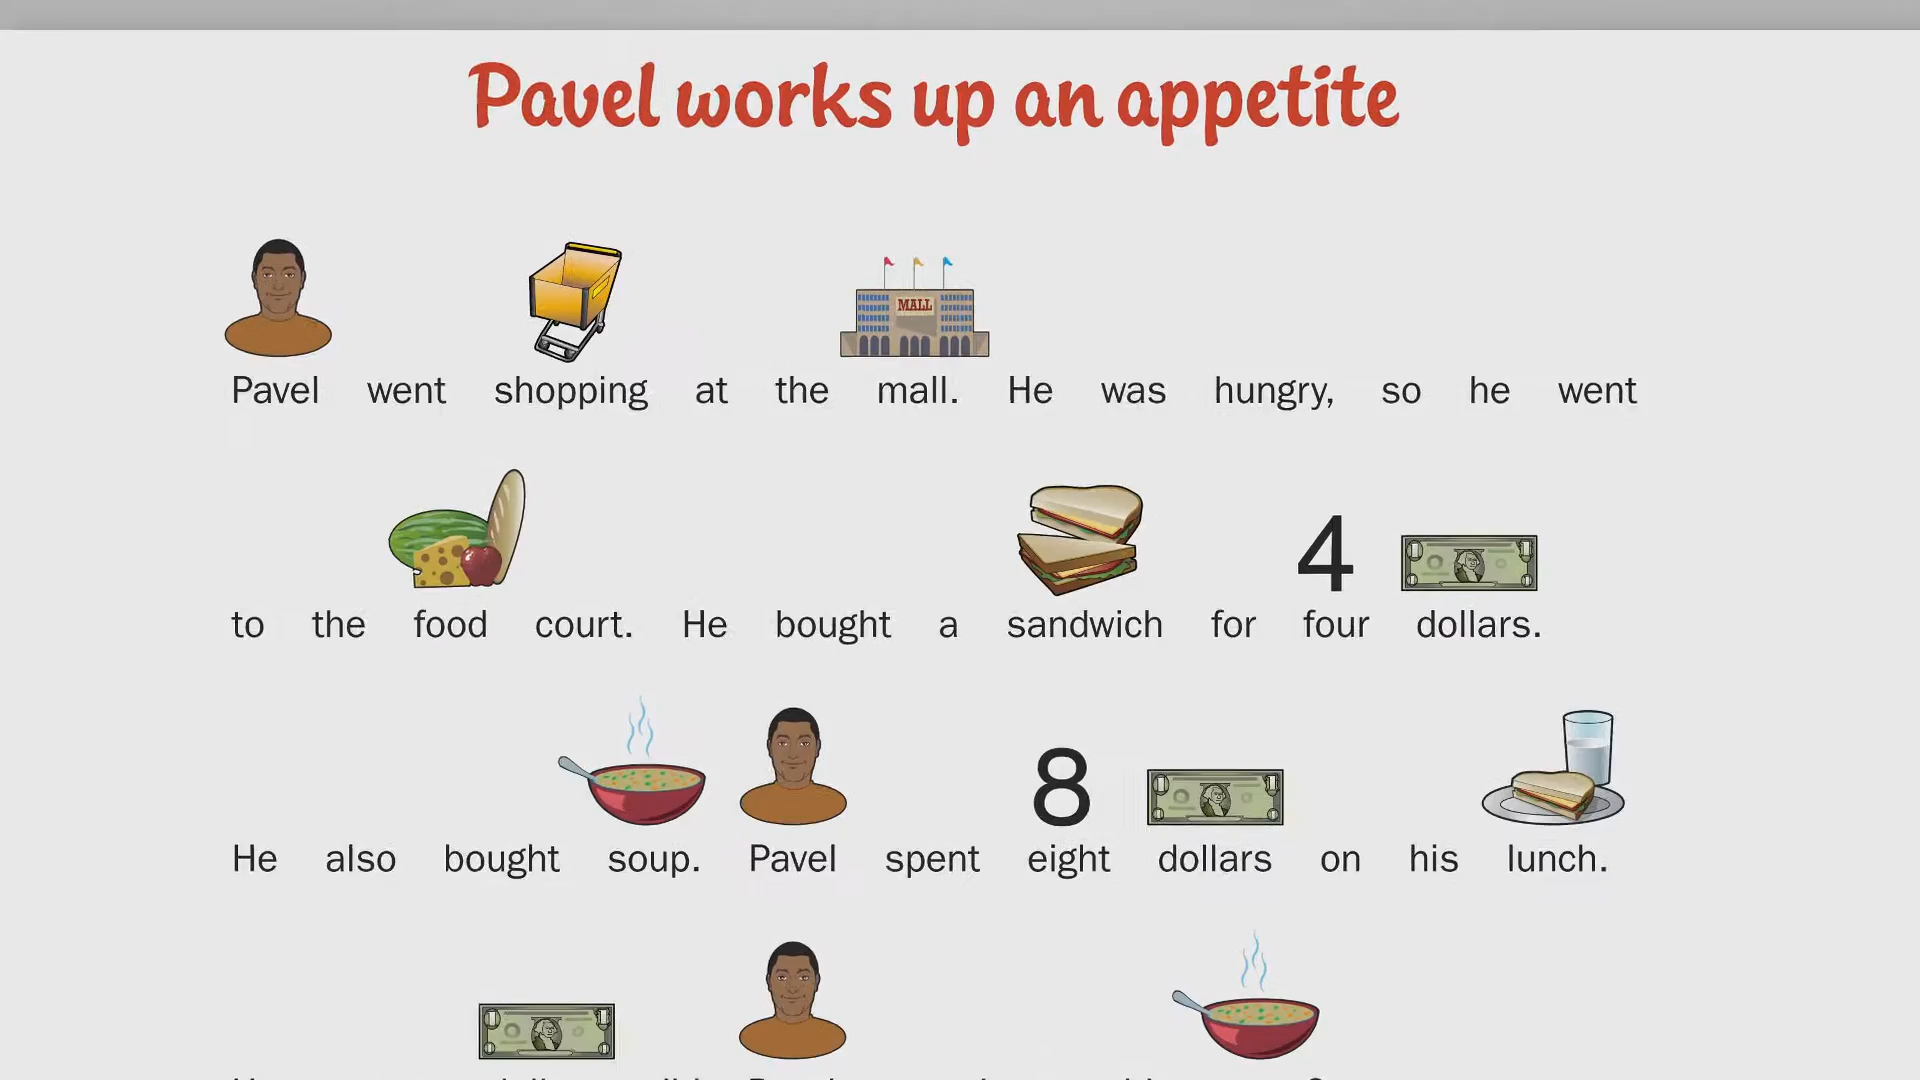 Pavel works up an appetite
MALL
Pavel went shopping at the mall. He was hungry, so he went
4
to the food court. He bought a sandwich for four dollars.
8
He also bought soup. Pavel spent eight dollars on his lunch.